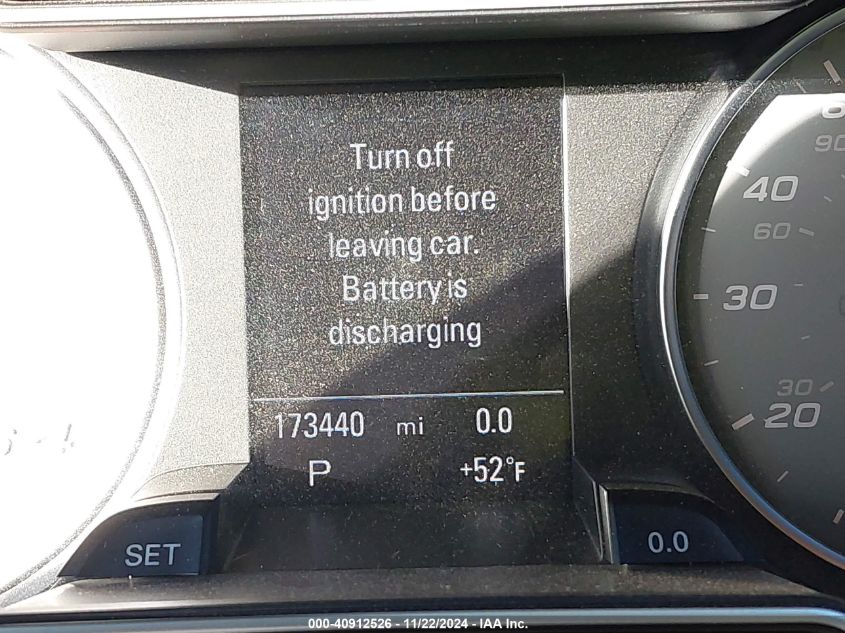 Turn off
ignition before
leaving car.
Battery is
discharging
173440 mi 0.0
P +52°F
SET
0.0
90
40
60
30
30
20
000-40912526 - 11/22/2024 - IAA Inc.